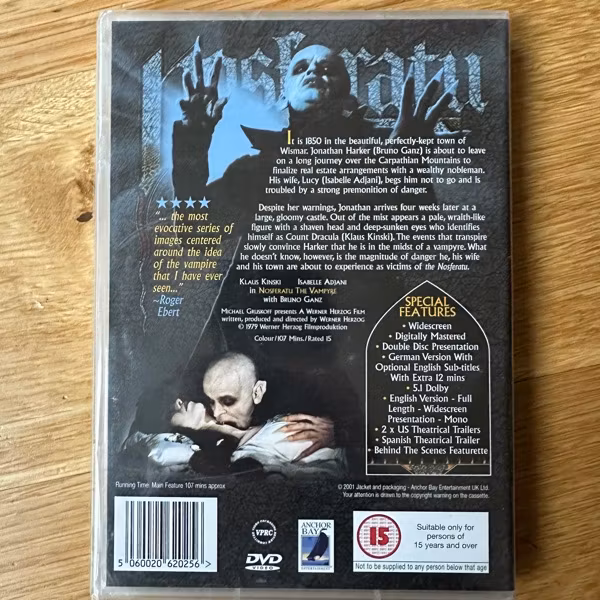 Nosferatu
It is 1850 in the beautiful, perfectly-kept town of
Wismar. Jonathan Harker (Bruno Ganz) is about to leave
on a long journey over the Carpathian Mountains to
finalize real estate arrangements with a wealthy nobleman.
His wife, Lucy (Isabelle Adjani), begs him not to go and is
troubled by a strong premonition of danger.
Despite her warnings, Jonathan arrives four weeks later at a
large, gloomy castle. Out of the mist appears a pale, wraith-like
figure with a shaven head and deep-sunken eyes who identifies
himself as Count Dracula (Klaus Kinski). The events that transpire
slowly convince Harker that he is in the midst of a vampyre. What
he doesn't know, however, is the magnitude of danger he, his wife
and his town are about to experience as victims of the Nosferatu.
★★★★
"... the most
evocative series of
images centered
around the idea
of the vampire
that I have ever
seen..."
~Roger
Ebert
KLAUS KINSKI ISABELLE ADJANI
in NOSFERATU THE VAMPYRE
with BRUNO GANZ
MICHAEL GRUSKOFF presents A WERNER HERZOG FILM
written, produced and directed by WERNER HERZOG
© 1979 Werner Herzog Filmproduktion
Colour/107 Mins./Rated 15
SPECIAL
FEATURES
• Widescreen
• Digitally Mastered
• Double Disc Presentation
• German Version With
Optional English Sub-titles
With Extra 12 mins
• 5.1 Dolby
• English Version - Full
Length - Widescreen
Presentation - Mono
• 2 x US Theatrical Trailers
• Spanish Theatrical Trailer
• Behind The Scenes Featurette
Running Time: Main Feature 107 mins approx
© 2001 Jacket and packaging - Anchor Bay Entertainment UK Ltd.
Your attention is drawn to the copyright warning on the cassette.
5 060020 620256 >
VPRC
DVD
VIDEO
ANCHOR
BAY
ENTERTAINMENT
15
Suitable only for
persons of
15 years and over
Not to be supplied to any person below that age